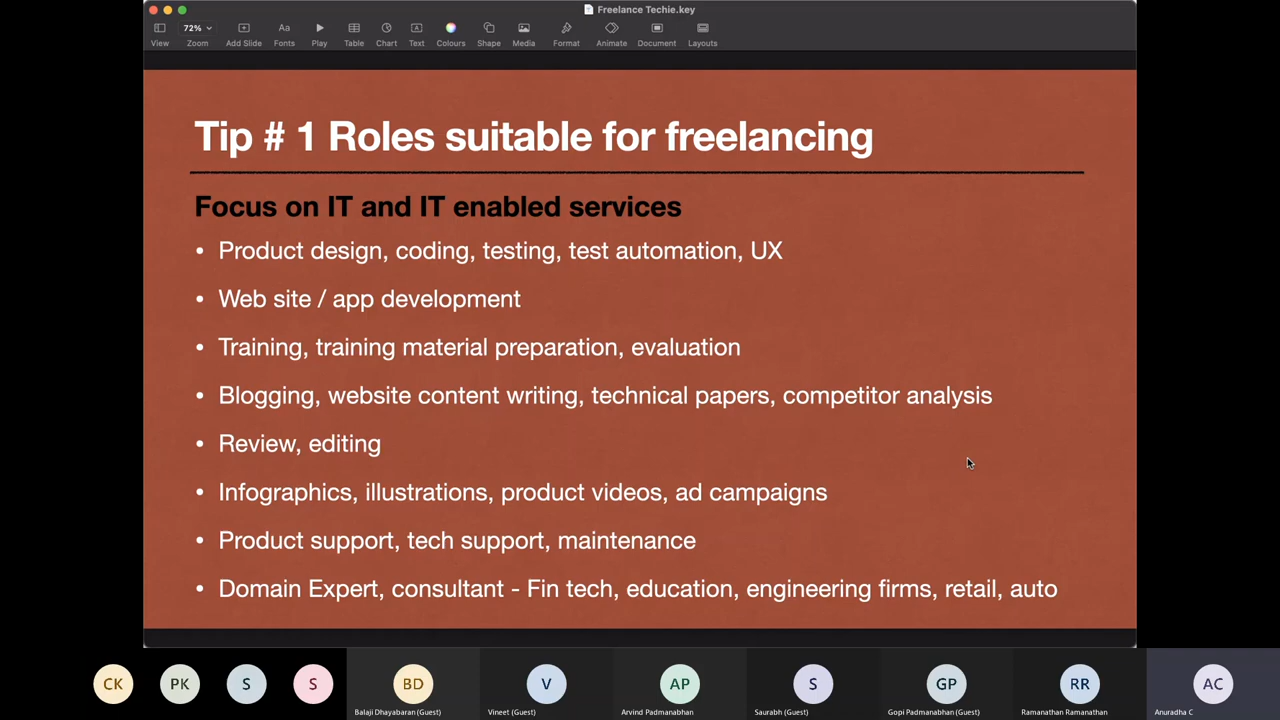 Freelance Techie.key
72%
View Zoom Add Slide Fonts Play Table Chart Text Colours Shape Media Format Animate Document Layouts
Tip # 1 Roles suitable for freelancing
Focus on IT and IT enabled services
• Product design, coding, testing, test automation, UX
• Web site / app development
• Training, training material preparation, evaluation
• Blogging, website content writing, technical papers, competitor analysis
• Review, editing
• Infographics, illustrations, product videos, ad campaigns
• Product support, tech support, maintenance
• Domain Expert, consultant - Fin tech, education, engineering firms, retail, auto
CK PK S S BD V AP S GP RR AC
Balaji Dhayabaran (Guest) Vineet (Guest) Arvind Padmanabhan Saurabh (Guest) Gopi Padmanabhan (Guest) Ramanathan Ramanathan Anuradha C